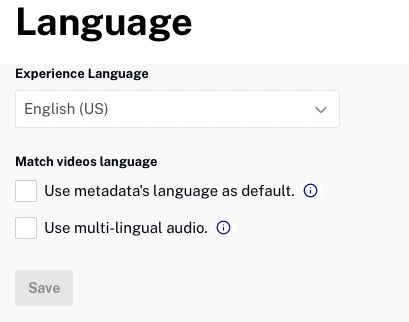 Language
Experience Language
English (US)
Match videos language
Use metadata's language as default.
Use multi-lingual audio.
Save